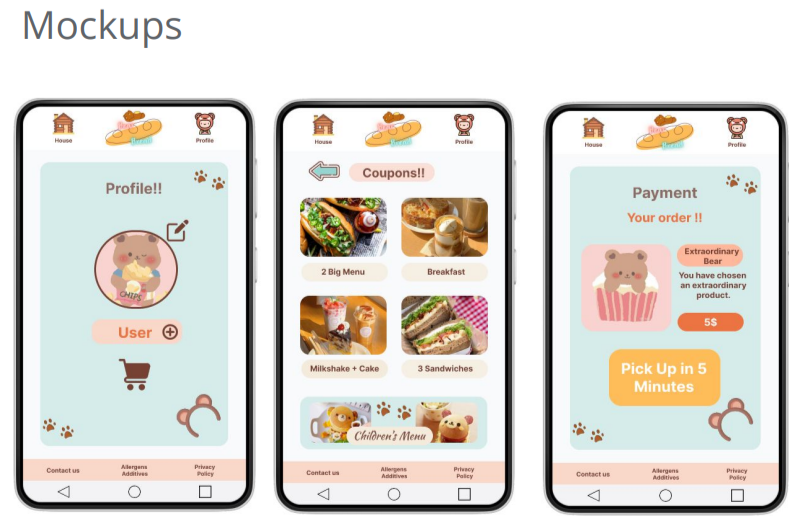 Mockups
House
Profile
Profile!!
CHIPS
User
Contact us
Allergens
Additives
Privacy
Policy
House
Profile
Coupons!!
2 Big Menu
Breakfast
Milkshake + Cake
3 Sandwiches
Children's Menu
Contact us
Allergens
Additives
Privacy
Policy
House
Profile
Payment
Your order !!
Extraordinary
Bear
You have chosen
an extraordinary
product.
5$
Pick Up in 5
Minutes
Contact us
Allergens
Additives
Privacy
Policy